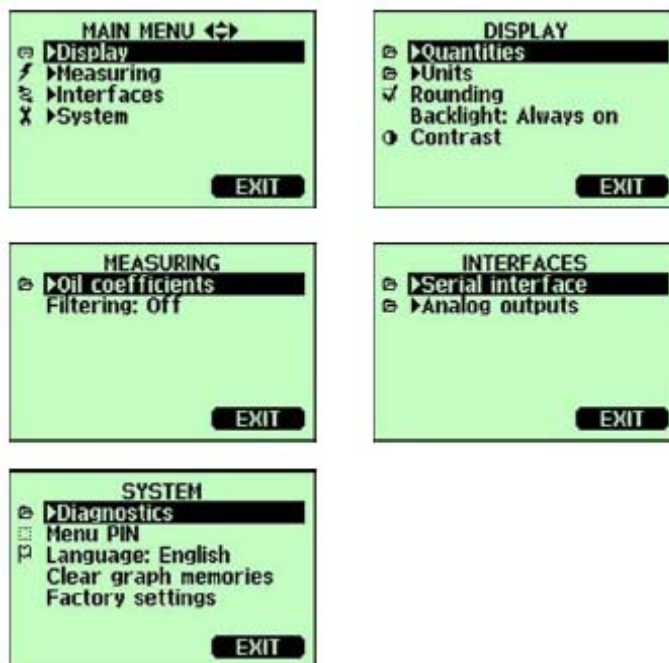 MAIN MENU
Display
Measuring
Interfaces
System
EXIT
DISPLAY
Quantities
Units
Rounding
Backlight: Always on
Contrast
EXIT
MEASURING
Oil coefficients
Filtering: Off
EXIT
INTERFACES
Serial interface
Analog outputs
EXIT
SYSTEM
Diagnostics
Menu PIN
Language: English
Clear graph memories
Factory settings
EXIT